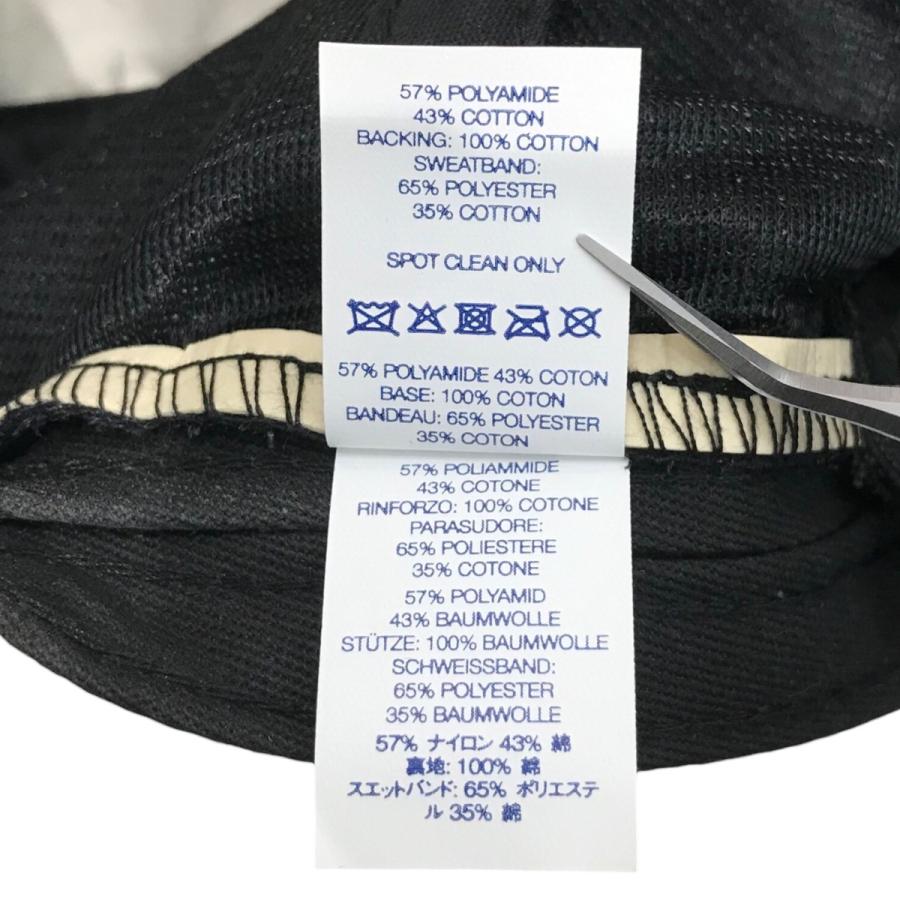 57% POLYAMIDE
43% COTTON
BACKING: 100% COTTON
SWEATBAND:
65% POLYESTER
35% COTTON
SPOT CLEAN ONLY
57% POLYAMIDE 43% COTON
BASE: 100% COTON
BANDEAU: 65% POLYESTER
35% COTON
57% POLIAMMIDE
43% COTONE
RINFORZO: 100% COTONE
PARASUDORE:
65% POLIESTERE
35% COTONE
57% POLYAMID
43% BAUMWOLLE
STÜTZE: 100% BAUMWOLLE
SCHWEISSBAND:
65% POLYESTER
35% BAUMWOLLE
57% ナイロン 43% 綿
裏地: 100% 綿
スエットバンド: 65% ポリエステ
ル 35% 綿